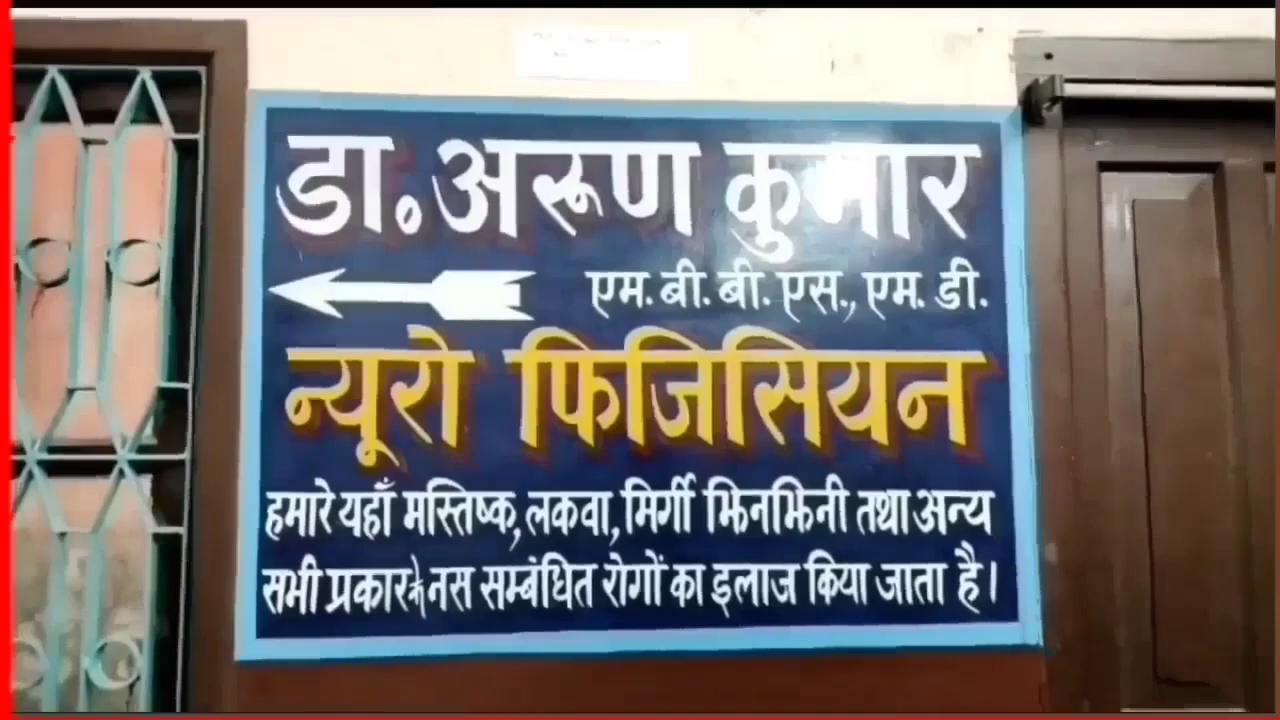 डा. अरूण कुमार
एम. बी. बी. एस., एम. डी.
न्यूरो फिजिसियन
हमारे यहाँ मस्तिष्क, लकवा, मिर्गी झिनझिनी तथा अन्य
सभी प्रकार के नस सम्बंधित रोगों का इलाज किया जाता है।